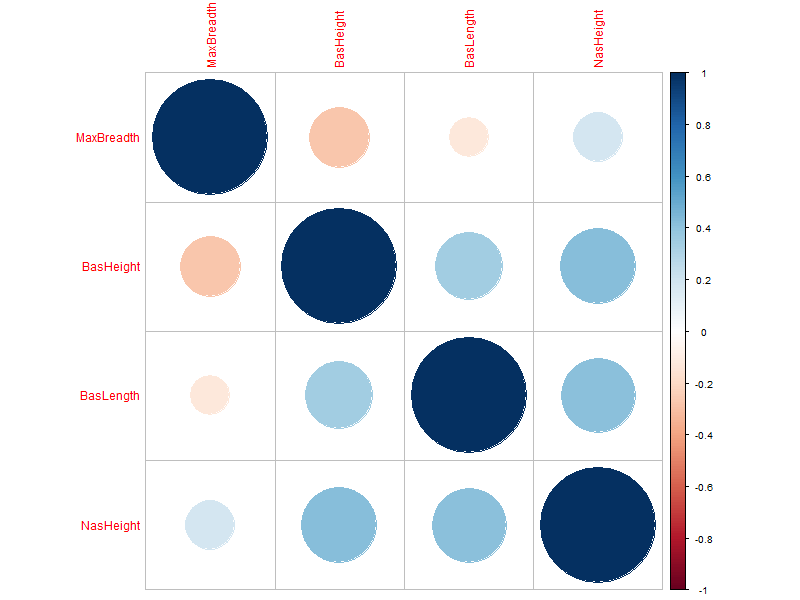 MaxBreadth
BasHeight
BasLength
NasHeight
MaxBreadth
BasHeight
BasLength
NasHeight
1
0.8
0.6
0.4
0.2
0
-0.2
-0.4
-0.6
-0.8
-1